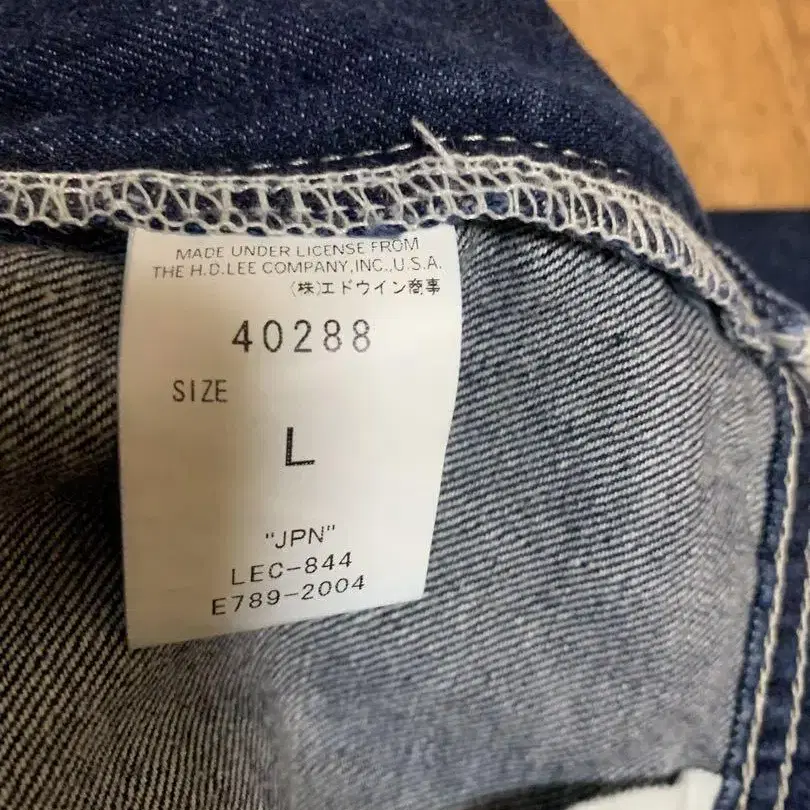 MADE UNDER LICENSE FROM
THE H.D.LEE COMPANY,INC.,U.S.A.
(株)エドウイン商事
40288
SIZE
L
"JPN"
LEC-844
E789-2004